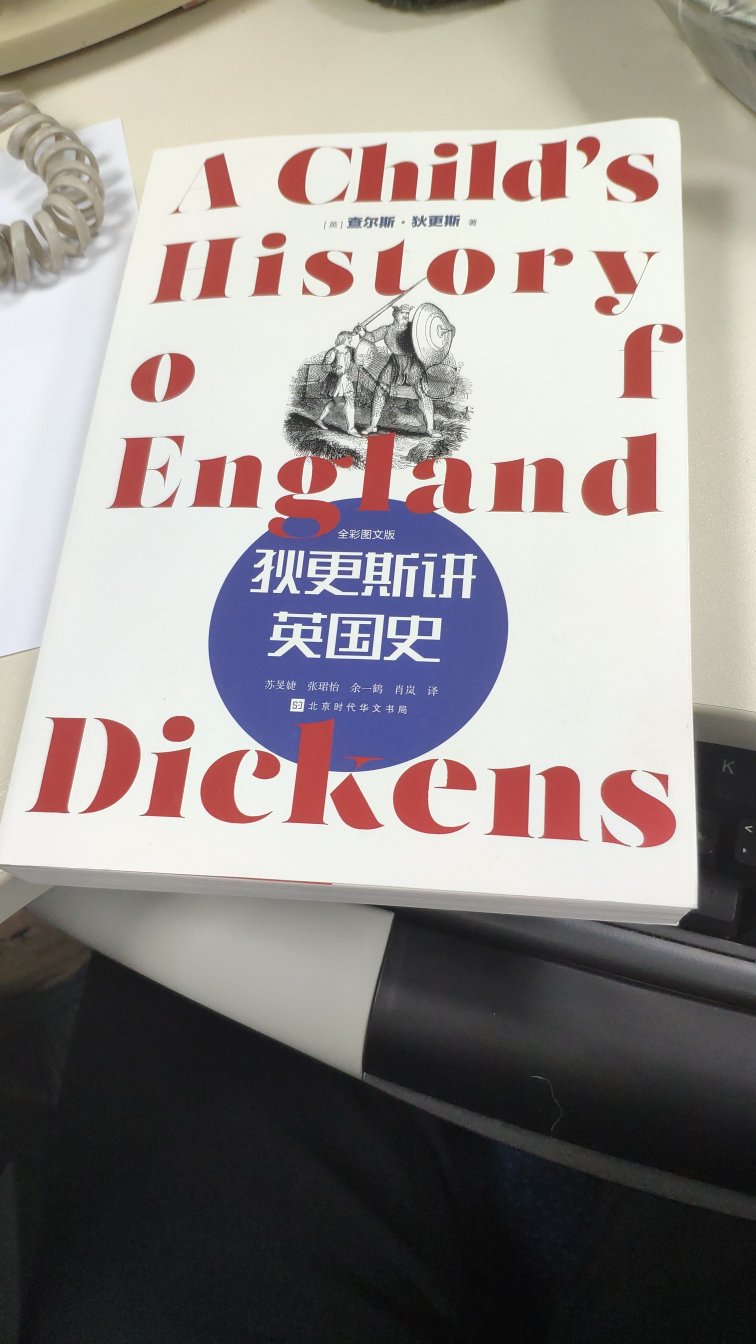 A Child's
[英] 查尔斯·狄更斯 著
History
o f
England
全彩图文版
狄更斯讲
英国史
苏旻婕 张珺怡 余一鹤 肖岚 译
北京时代华文书局
Dickens
K
<
,